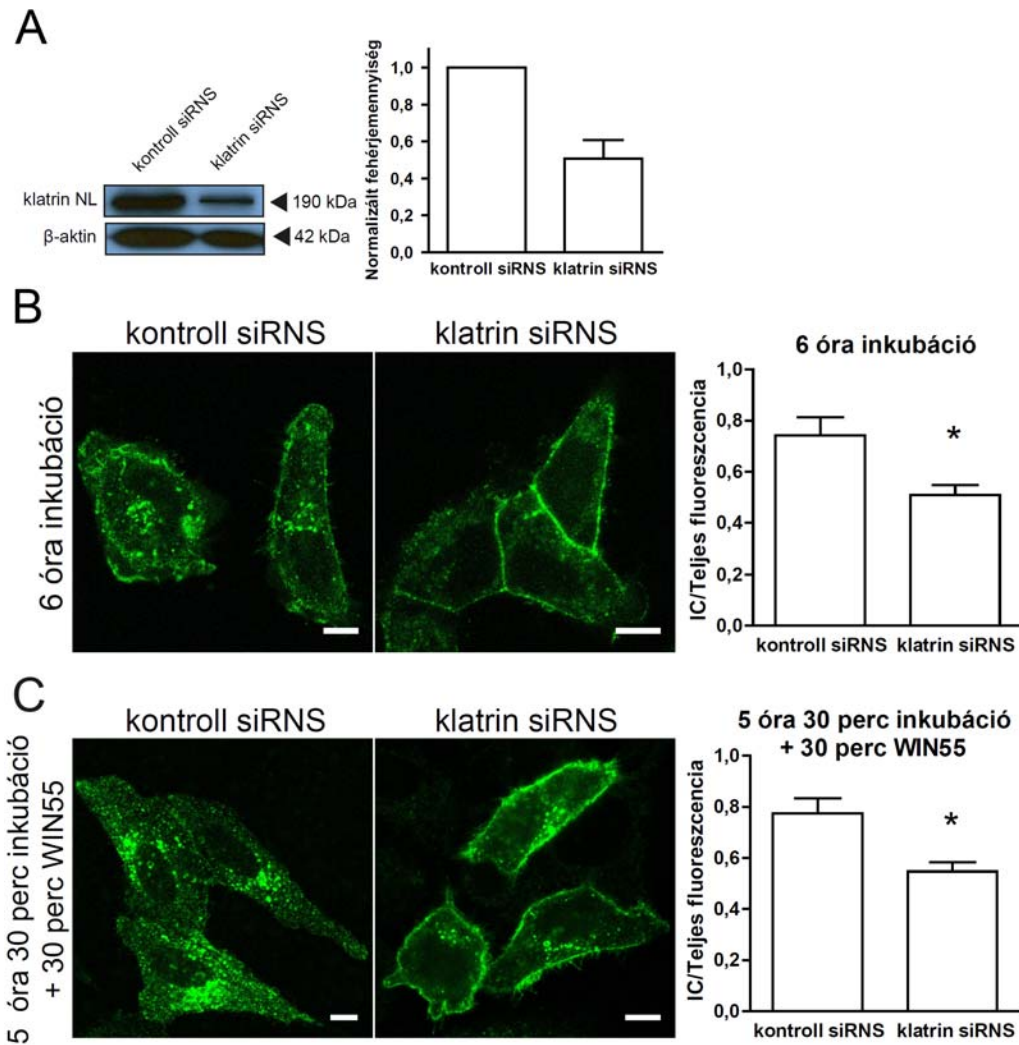 A
kontroll siRNS
klatrin siRNS
klatrin NL
190 kDa
β-aktin
42 kDa
Normalizált fehérjemennyiség
1,0
0,8
0,6
0,4
0,2
0,0
kontroll siRNS
klatrin siRNS
B
kontroll siRNS
klatrin siRNS
6 óra inkubáció
6 óra inkubáció
IC/Teljes fluoreszcencia
1,0
0,8
0,6
0,4
0,2
0,0
*
kontroll siRNS
klatrin siRNS
C
kontroll siRNS
klatrin siRNS
5 óra 30 perc inkubáció
+ 30 perc WIN55
5 óra 30 perc inkubáció
+ 30 perc WIN55
IC/Teljes fluoreszcencia
1,0
0,8
0,6
0,4
0,2
0,0
*
kontroll siRNS
klatrin siRNS